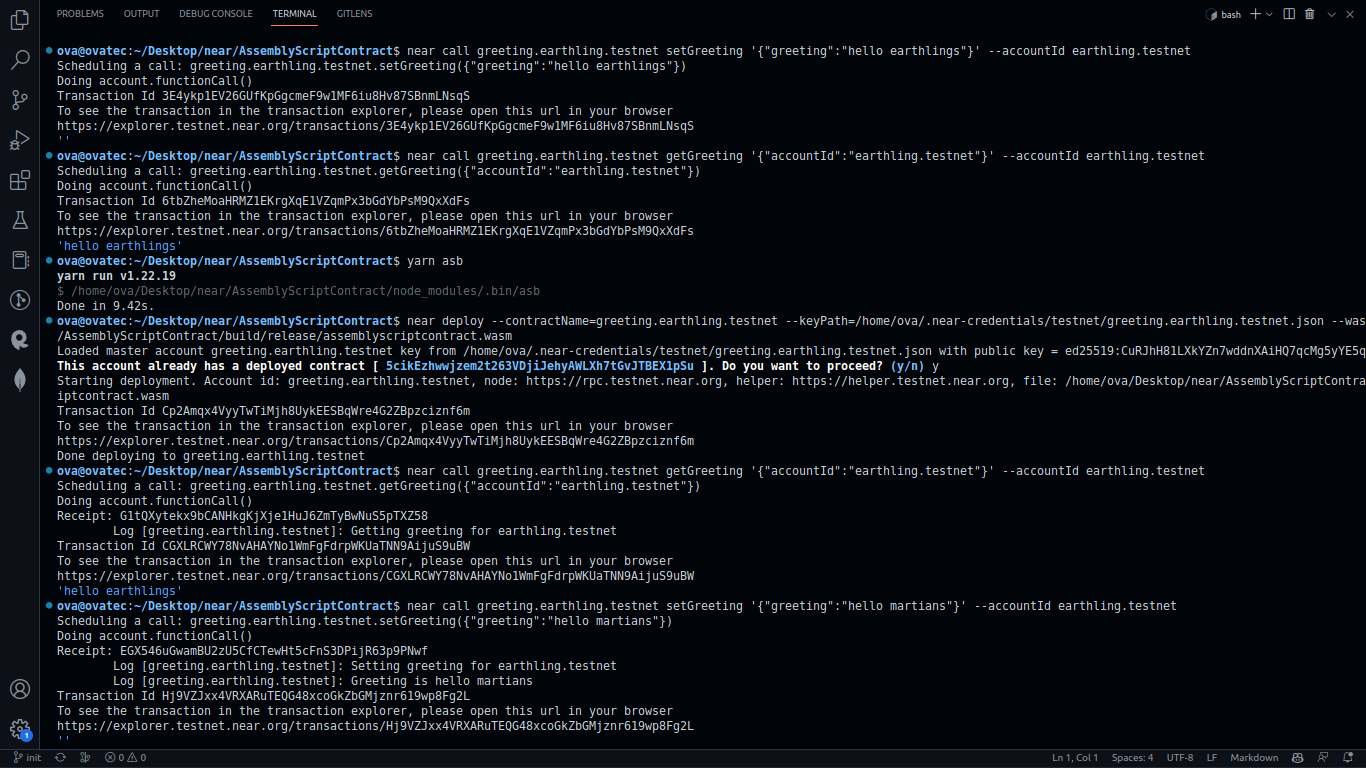 PROBLEMS OUTPUT DEBUG CONSOLE TERMINAL GITLENS bash
ova@ovatec:~/Desktop/near/AssemblyScriptContract$ near call greeting.earthling.testnet setGreeting '{"greeting":"hello earthlings"}' --accountId earthling.testnet
Scheduling a call: greeting.earthling.testnet.setGreeting({"greeting":"hello earthlings"})
Doing account.functionCall()
Transaction Id 3E4ykp1EV26GUfKpGgcmeF9w1MF6iu8Hv87SBnmLNsqS
To see the transaction in the transaction explorer, please open this url in your browser
https://explorer.testnet.near.org/transactions/3E4ykp1EV26GUfKpGgcmeF9w1MF6iu8Hv87SBnmLNsqS
''
ova@ovatec:~/Desktop/near/AssemblyScriptContract$ near call greeting.earthling.testnet getGreeting '{"accountId":"earthling.testnet"}' --accountId earthling.testnet
Scheduling a call: greeting.earthling.testnet.getGreeting({"accountId":"earthling.testnet"})
Doing account.functionCall()
Transaction Id 6tbZheMoaHRMZ1EKrgXqE1VZqmPx3bGdYbPsM9QxXdFs
To see the transaction in the transaction explorer, please open this url in your browser
https://explorer.testnet.near.org/transactions/6tbZheMoaHRMZ1EKrgXqE1VZqmPx3bGdYbPsM9QxXdFs
'hello earthlings'
ova@ovatec:~/Desktop/near/AssemblyScriptContract$ yarn asb
yarn run v1.22.19
$ /home/ova/Desktop/near/AssemblyScriptContract/node_modules/.bin/asb
Done in 9.42s.
ova@ovatec:~/Desktop/near/AssemblyScriptContract$ near deploy --contractName=greeting.earthling.testnet --keyPath=/home/ova/.near-credentials/testnet/greeting.earthling.testnet.json --was
/AssemblyScriptContract/build/release/assemblyscriptcontract.wasm
Loaded master account greeting.earthling.testnet key from /home/ova/.near-credentials/testnet/greeting.earthling.testnet.json with public key = ed25519:CuRJhH81LXkYZn7wddnXAiHQ7qcMg5yYE5q
This account already has a deployed contract [ 5cikEzhwwjzem2t263VDjiJehyAWLXh7tGvJTBEX1pSu ]. Do you want to proceed? (y/n) y
Starting deployment. Account id: greeting.earthling.testnet, node: https://rpc.testnet.near.org, helper: https://helper.testnet.near.org, file: /home/ova/Desktop/near/AssemblyScriptContra
iptcontract.wasm
Transaction Id Cp2Amqx4VyyTwTiMjh8UykEESBqWre4G2ZBpzciznf6m
To see the transaction in the transaction explorer, please open this url in your browser
https://explorer.testnet.near.org/transactions/Cp2Amqx4VyyTwTiMjh8UykEESBqWre4G2ZBpzciznf6m
Done deploying to greeting.earthling.testnet
ova@ovatec:~/Desktop/near/AssemblyScriptContract$ near call greeting.earthling.testnet getGreeting '{"accountId":"earthling.testnet"}' --accountId earthling.testnet
Scheduling a call: greeting.earthling.testnet.getGreeting({"accountId":"earthling.testnet"})
Doing account.functionCall()
Receipt: G1tQXytekx9bCANHkgKjXje1HuJ6ZmTyBwNuS5pTXZ58
Log [greeting.earthling.testnet]: Getting greeting for earthling.testnet
Transaction Id CGXLRCWY78NvAHAYNo1WmFgFdrpWKUaTNN9AijuS9uBW
To see the transaction in the transaction explorer, please open this url in your browser
https://explorer.testnet.near.org/transactions/CGXLRCWY78NvAHAYNo1WmFgFdrpWKUaTNN9AijuS9uBW
'hello earthlings'
ova@ovatec:~/Desktop/near/AssemblyScriptContract$ near call greeting.earthling.testnet setGreeting '{"greeting":"hello martians"}' --accountId earthling.testnet
Scheduling a call: greeting.earthling.testnet.setGreeting({"greeting":"hello martians"})
Doing account.functionCall()
Receipt: EGX546uGwamBU2zU5CfCTewHt5cFnS3DPijR63p9PNwf
Log [greeting.earthling.testnet]: Setting greeting for earthling.testnet
Log [greeting.earthling.testnet]: Greeting is hello martians
Transaction Id Hj9VZJxx4VRXARuTEQG48xcoGkZbGMjznr619wp8Fg2L
To see the transaction in the transaction explorer, please open this url in your browser
https://explorer.testnet.near.org/transactions/Hj9VZJxx4VRXARuTEQG48xcoGkZbGMjznr619wp8Fg2L
''
1
init 0 0 Ln 1, Col 1 Spaces: 4 UTF-8 LF Markdown